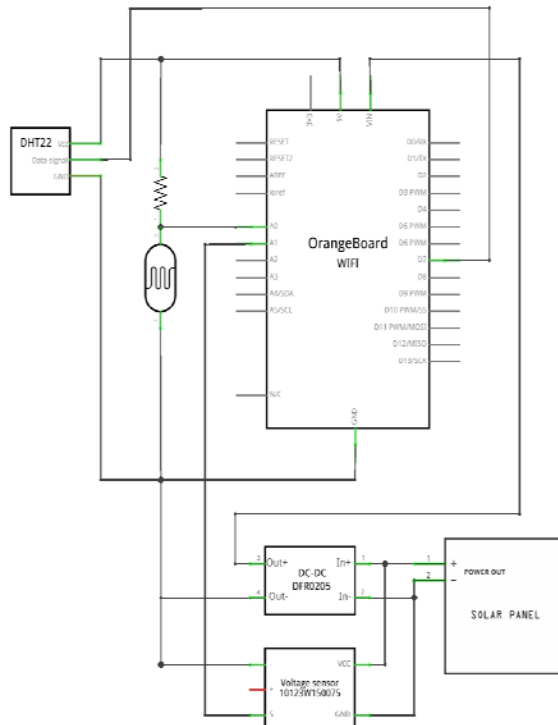 DHT22
Vcc
Data signal
GND
3V3
5V
VIN
RESET
RESET2
Aref
ioref
A0
A1
A2
A3
A4/SDA
A5/SCL
N/C
OrangeBoard
WIFI
D0/RX
D1/TX
D2
D3 PWM
D4
D5 PWM
D6 PWM
D7
D8
D9 PWM
D10 PWM/SS
D11 PWM/MOSI
D12/MISO
D13/SCK
GND
3 Out+
4 Out-
DC-DC
DFR0205
In+ 1
In- 2
1 +
2 -
POWER OUT
SOLAR PANEL
- VCC
Voltage sensor
10123W150075
+
S GND